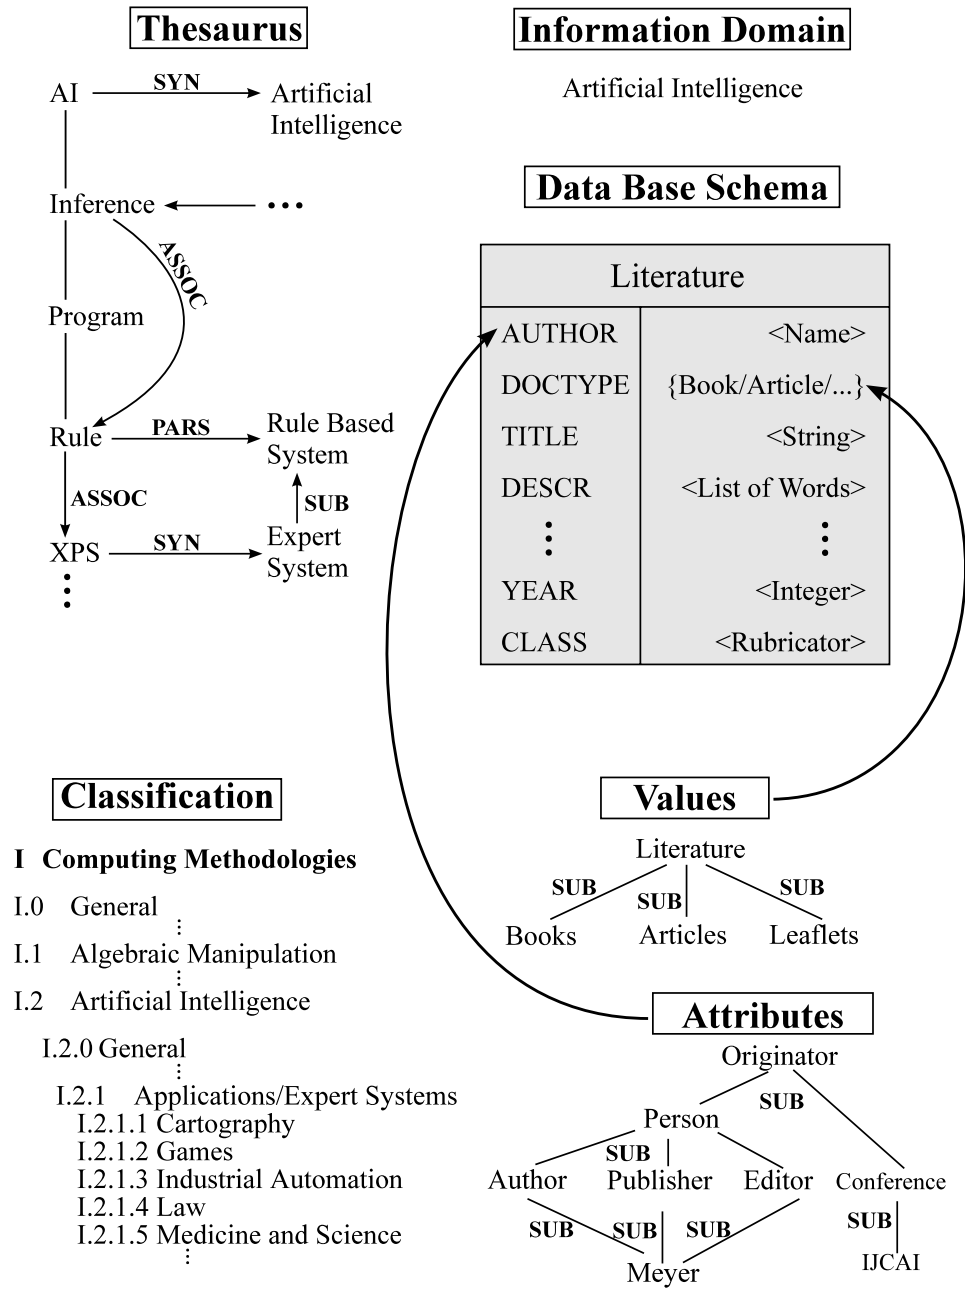 Thesaurus
AI
SYN
Artificial
Intelligence
Inference
...
ASSOC
Program
Rule
PARS
Rule Based
System
ASSOC
SUB
XPS
SYN
Expert
System
Information Domain
Artificial Intelligence
Data Base Schema
Literature
AUTHOR <Name>
DOCTYPE {Book/Article/...}
TITLE <String>
DESCR <List of Words>
YEAR <Integer>
CLASS <Rubricator>
Classification
I Computing Methodologies
I.0 General
I.1 Algebraic Manipulation
I.2 Artificial Intelligence
I.2.0 General
I.2.1 Applications/Expert Systems
I.2.1.1 Cartography
I.2.1.2 Games
I.2.1.3 Industrial Automation
I.2.1.4 Law
I.2.1.5 Medicine and Science
Values
Literature
SUB SUB SUB
Books Articles Leaflets
Attributes
Originator
SUB
Person
SUB
Author Publisher Editor Conference
SUB SUB SUB SUB
Meyer IJCAI